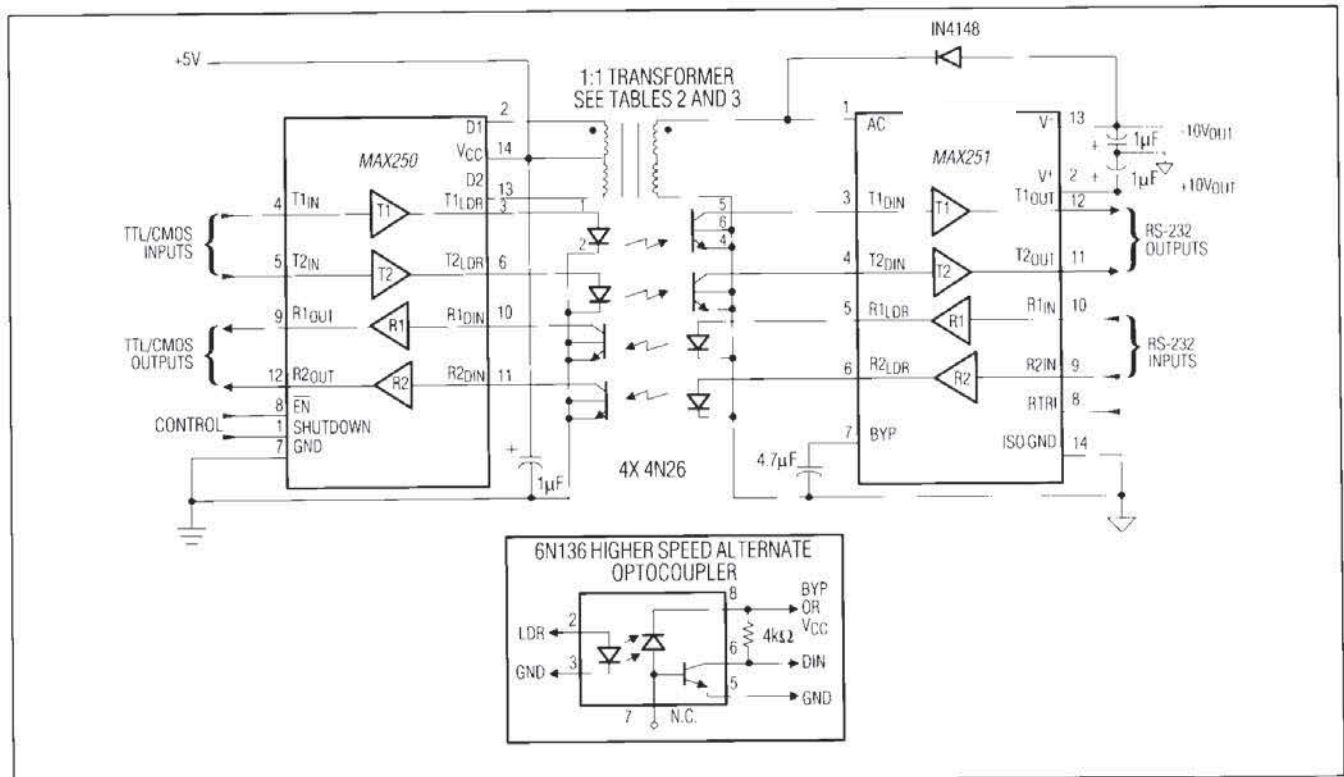 IN4148
+5V
1:1 TRANSFORMER
SEE TABLES 2 AND 3
2
D1
14
VCC
D2
13
MAX250
4
T1IN
T1
T1LDR
3
1
2
TTL/CMOS
INPUTS
5
T2IN
T2
T2LDR
6
9
R1OUT
R1
R1DIN
10
TTL/CMOS
OUTPUTS
12
R2OUT
R2
R2DIN
11
8
EN
CONTROL
1
SHUTDOWN
7
GND
+
1µF
5
6
4
4X 4N26
1
AC
MAX251
V-
13
-10VOUT
+
1µF
V+
2
+
1µF
+10VOUT
3
T1DIN
T1
T1OUT
12
RS-232
OUTPUTS
4
T2DIN
T2
T2OUT
11
5
R1LDR
R1
R1IN
10
RS-232
INPUTS
6
R2LDR
R2
R2IN
9
RTRI
8
7
BYP
ISO GND
14
4.7µF
6N136 HIGHER SPEED ALTERNATE
OPTOCOUPLER
8
BYP
OR
VCC
LDR
2
4kΩ
6
DIN
GND
3
5
GND
7
N.C.